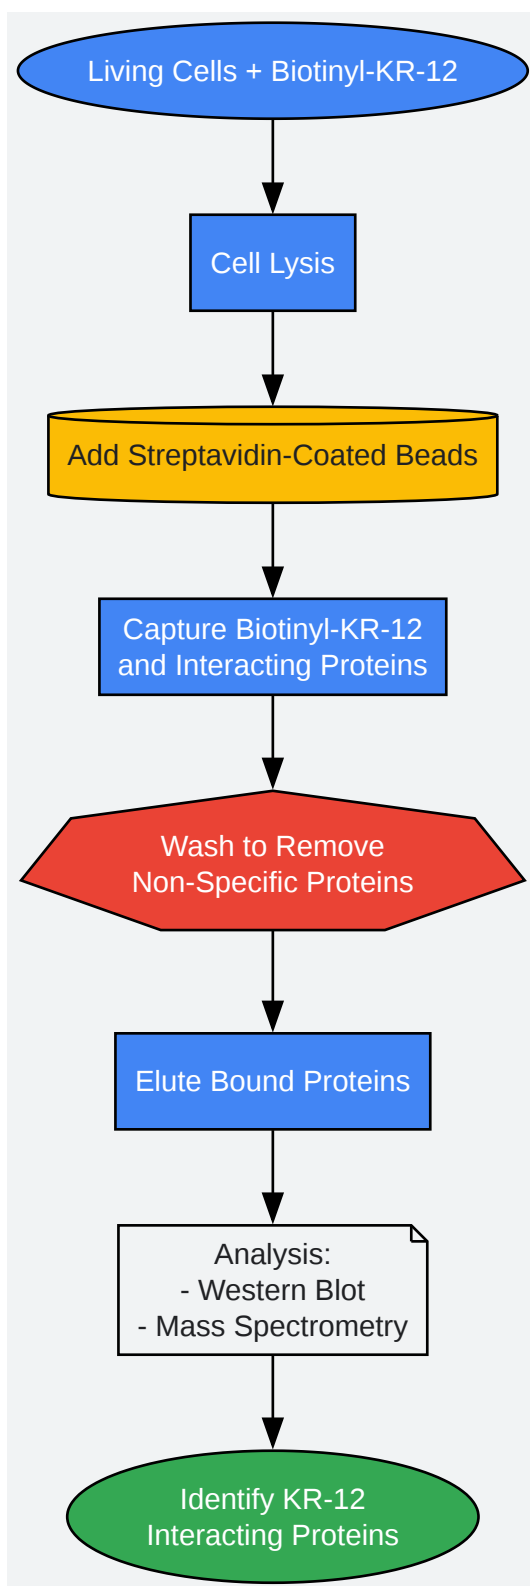 Living Cells + Biotinyl-KR-12
Cell Lysis
Add Streptavidin-Coated Beads
Capture Biotinyl-KR-12
and Interacting Proteins
Wash to Remove
Non-Specific Proteins
Elute Bound Proteins
Analysis:
- Western Blot
- Mass Spectrometry
Identify KR-12
Interacting Proteins